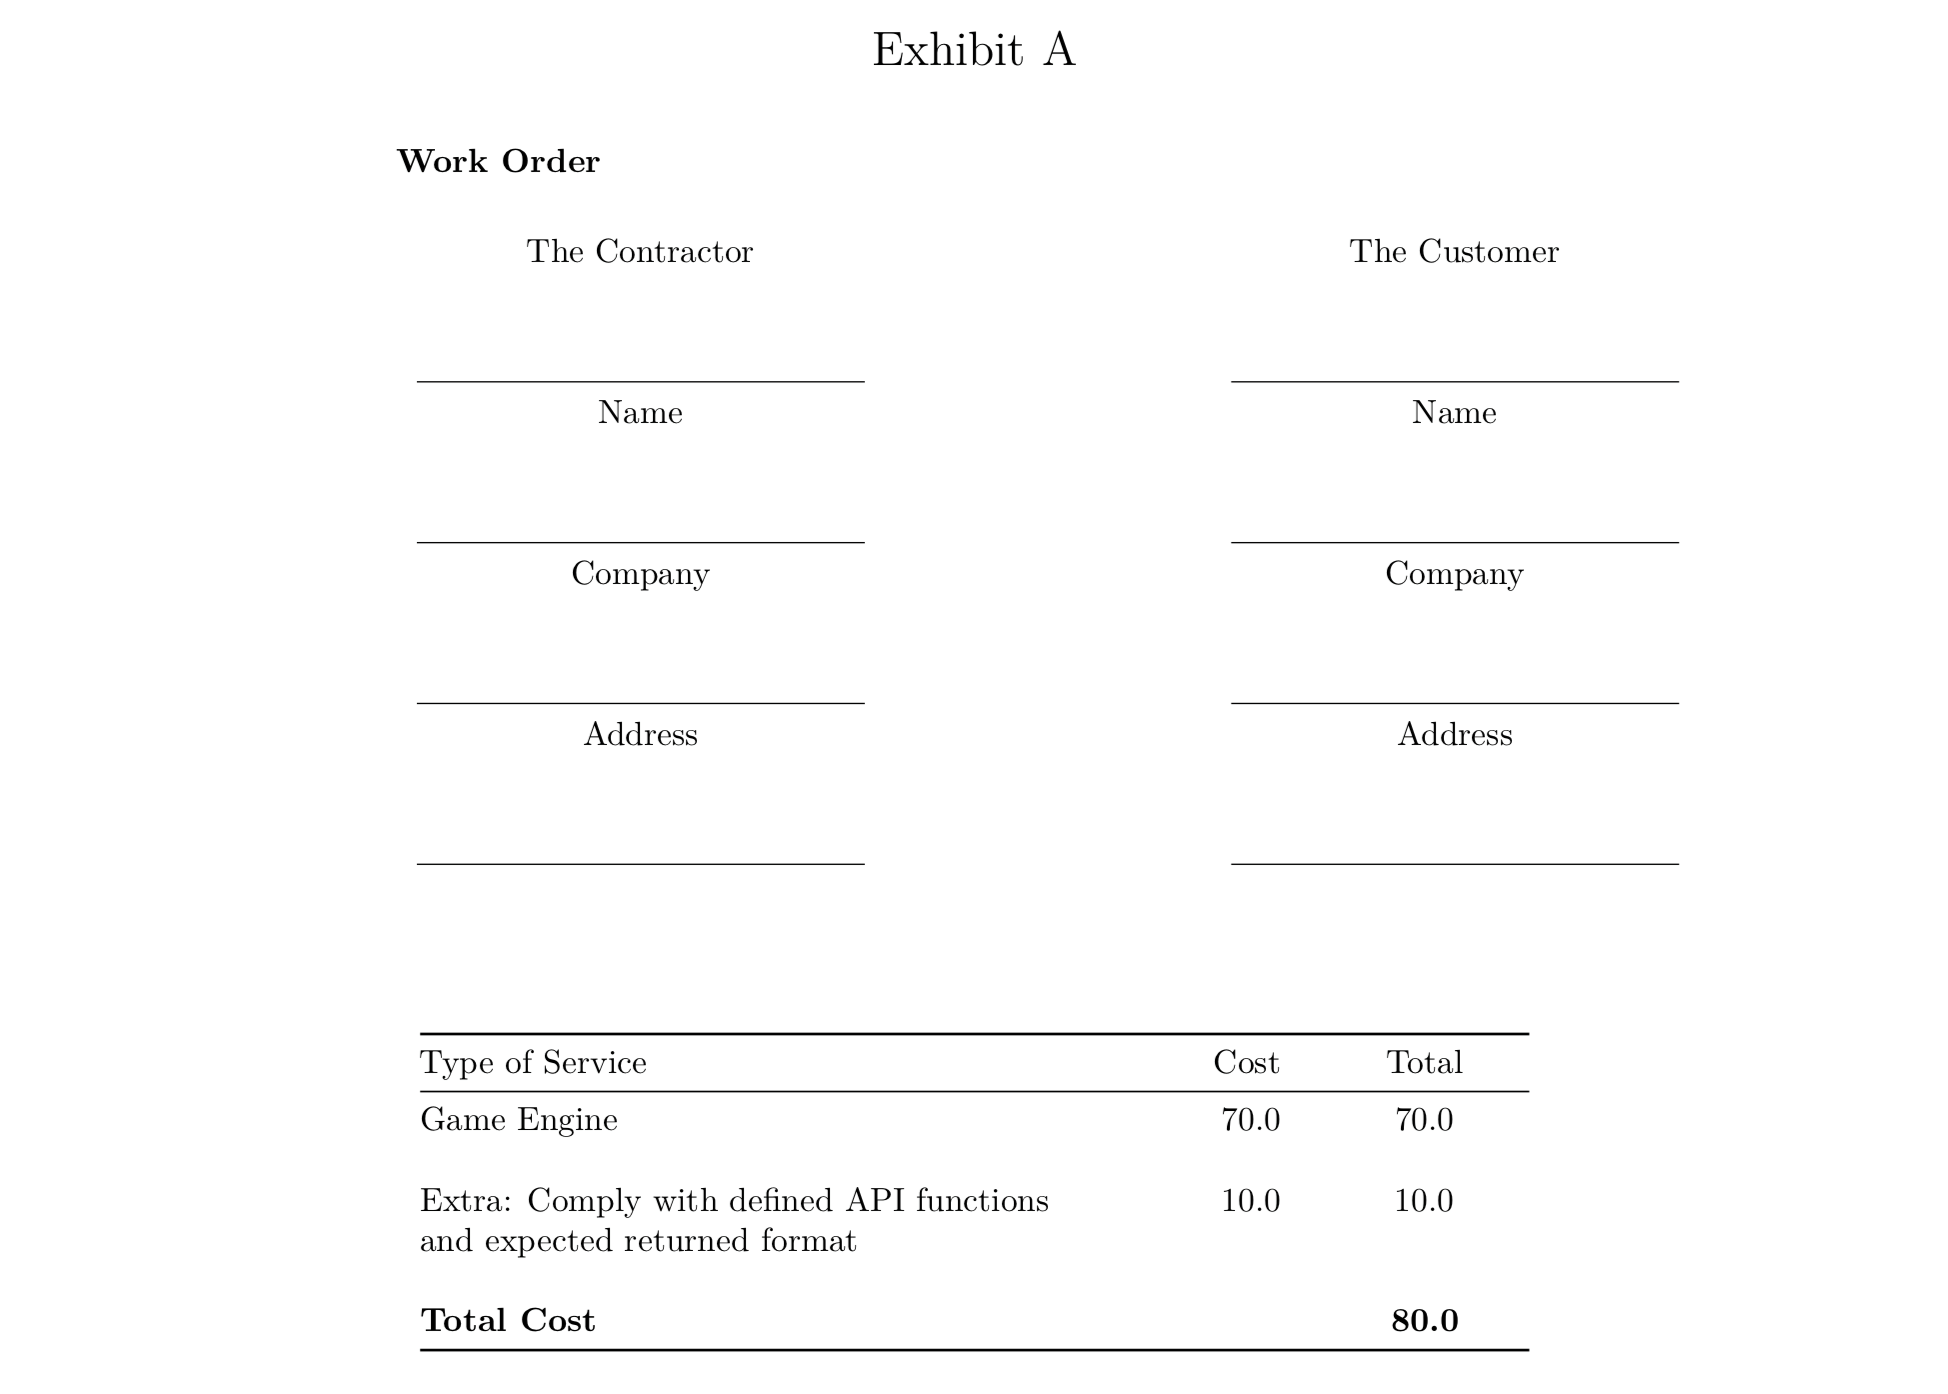 Exhibit A
Work Order
The Contractor
The Customer
Name
Name
Company
Company
Address
Address
Type of Service Cost Total
Game Engine 70.0 70.0
Extra: Comply with defined API functions 10.0 10.0
and expected returned format
Total Cost 80.0